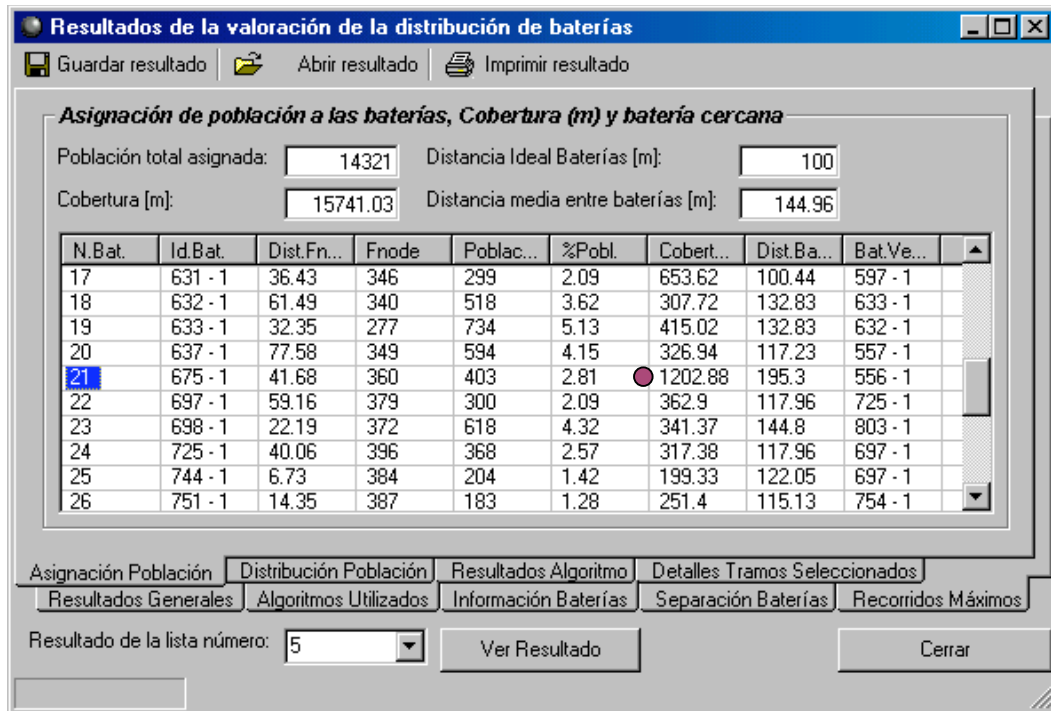 Resultados de la valoración de la distribución de baterías
Guardar resultado Abrir resultado Imprimir resultado
Asignación de población a las baterías, Cobertura (m) y batería cercana
Población total asignada: 14321 Distancia Ideal Baterías [m]: 100
Cobertura [m]: 15741.03 Distancia media entre baterías [m]: 144.96
N.Bat. Id.Bat. Dist.Fn... Fnode Poblac... %Pobl. Cobert... Dist.Ba... Bat.Ve...
17 631 - 1 36.43 346 299 2.09 653.62 100.44 597 - 1
18 632 - 1 61.49 340 518 3.62 307.72 132.83 633 - 1
19 633 - 1 32.35 277 734 5.13 415.02 132.83 632 - 1
20 637 - 1 77.58 349 594 4.15 326.94 117.23 557 - 1
21 675 - 1 41.68 360 403 2.81 1202.88 195.3 556 - 1
22 697 - 1 59.16 379 300 2.09 362.9 117.96 725 - 1
23 698 - 1 22.19 372 618 4.32 341.37 144.8 803 - 1
24 725 - 1 40.06 396 368 2.57 317.38 117.96 697 - 1
25 744 - 1 6.73 384 204 1.42 199.33 122.05 697 - 1
26 751 - 1 14.35 387 183 1.28 251.4 115.13 754 - 1
Asignación Población Distribución Población Resultados Algoritmo Detalles Tramos Seleccionados
Resultados Generales Algoritmos Utilizados Información Baterías Separación Baterías Recorridos Máximos
Resultado de la lista número: 5 Ver Resultado Cerrar